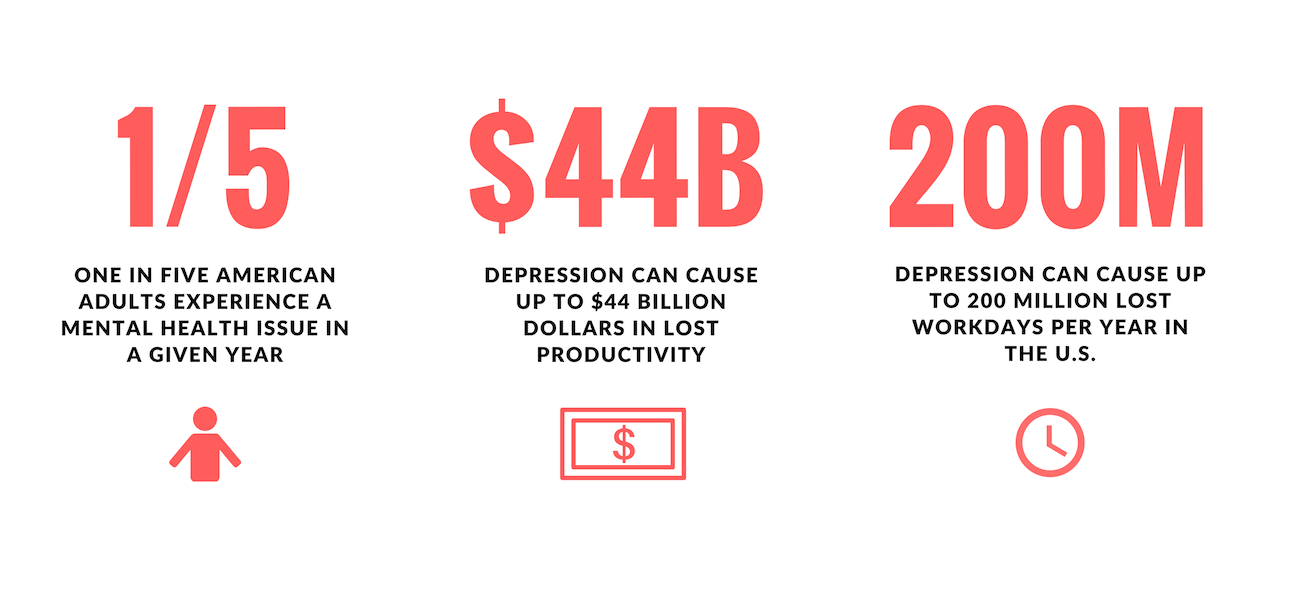 1/5
ONE IN FIVE AMERICAN
ADULTS EXPERIENCE A
MENTAL HEALTH ISSUE IN
A GIVEN YEAR
$44B
DEPRESSION CAN CAUSE
UP TO $44 BILLION
DOLLARS IN LOST
PRODUCTIVITY
$
200M
DEPRESSION CAN CAUSE UP
TO 200 MILLION LOST
WORKDAYS PER YEAR IN
THE U.S.